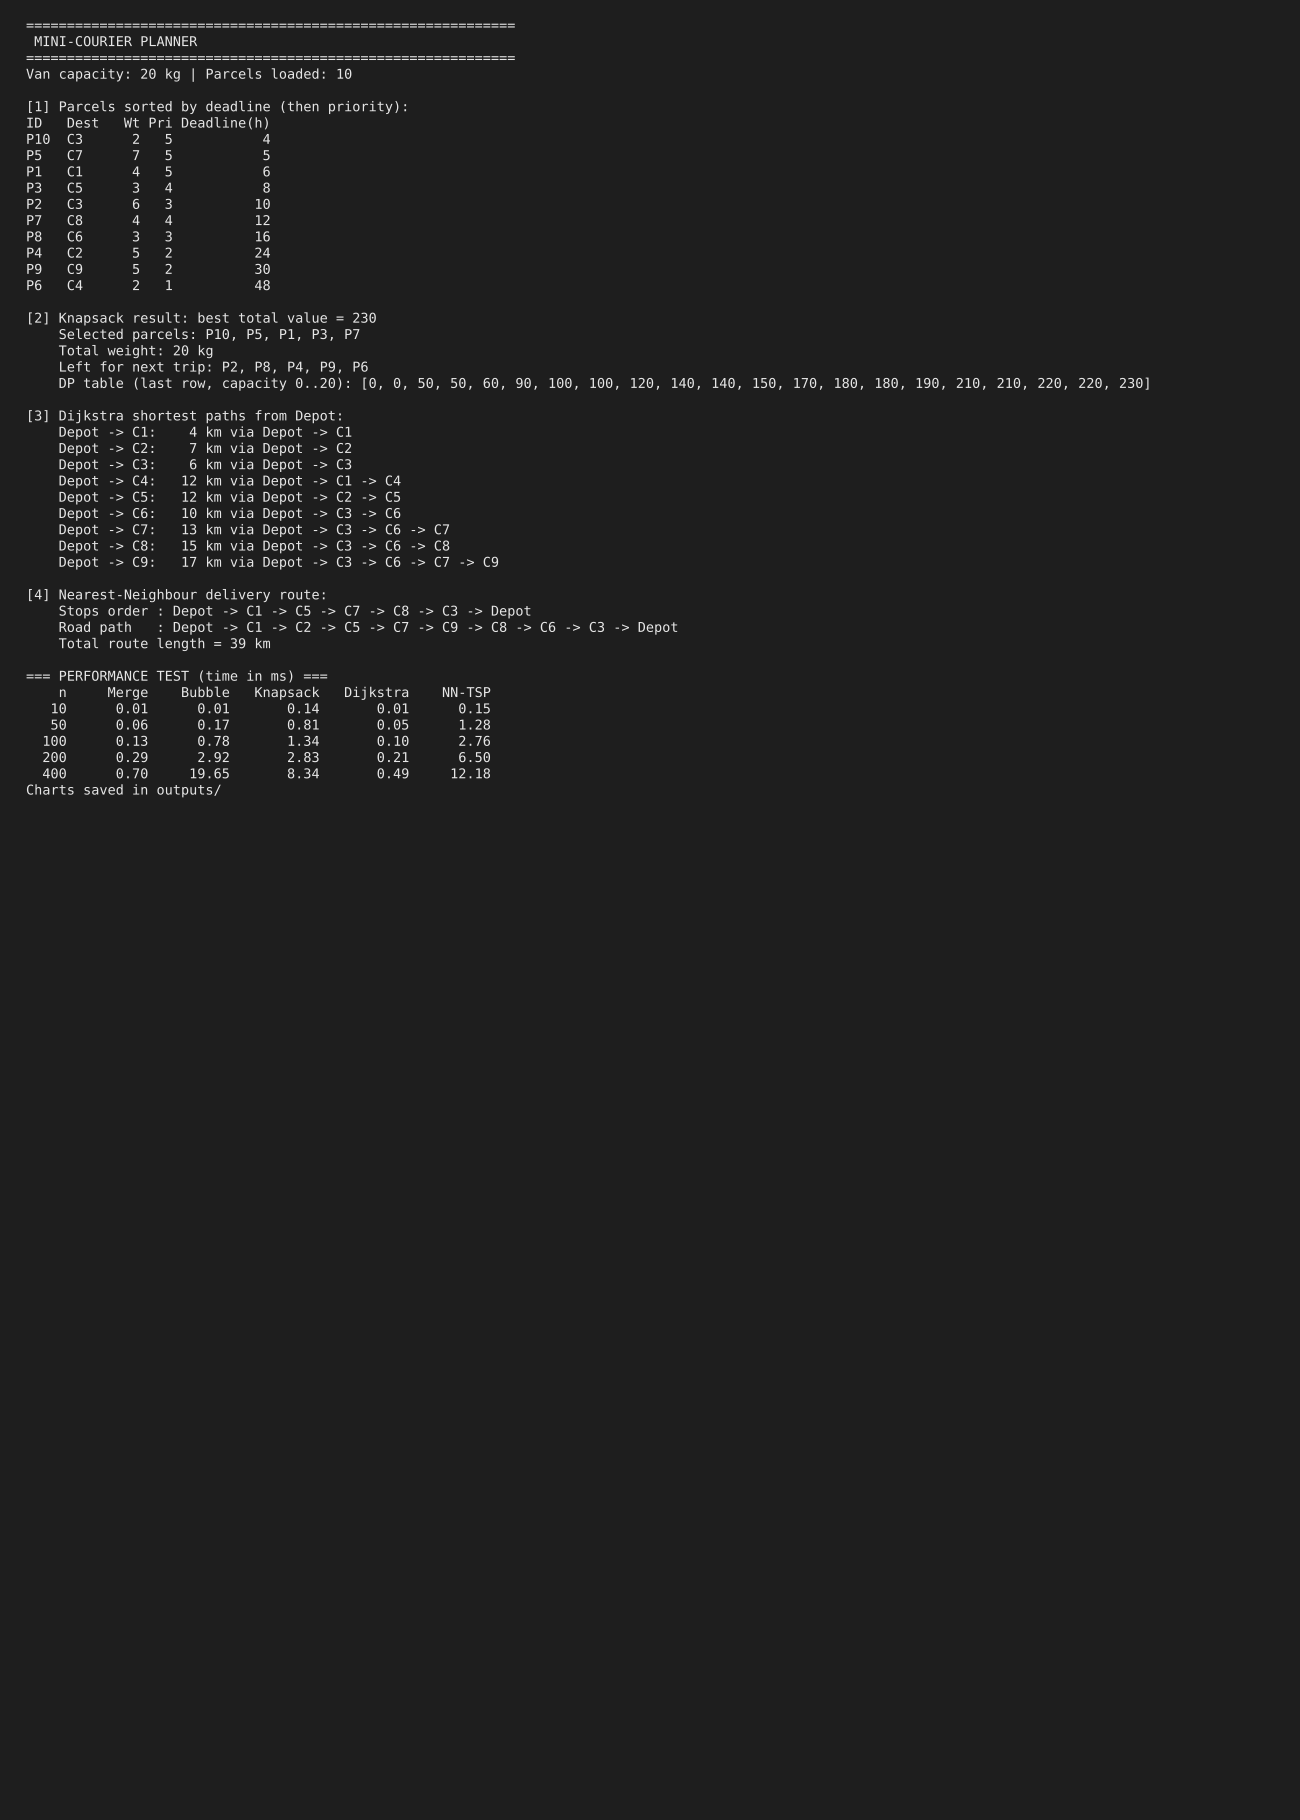 ============================================================
 MINI-COURIER PLANNER
============================================================
Van capacity: 20 kg | Parcels loaded: 10

[1] Parcels sorted by deadline (then priority):
ID   Dest   Wt Pri Deadline(h)
P10  C3      2   5           4
P5   C7      7   5           5
P1   C1      4   5           6
P3   C5      3   4           8
P2   C3      6   3          10
P7   C8      4   4          12
P8   C6      3   3          16
P4   C2      5   2          24
P9   C9      5   2          30
P6   C4      2   1          48

[2] Knapsack result: best total value = 230
    Selected parcels: P10, P5, P1, P3, P7
    Total weight: 20 kg
    Left for next trip: P2, P8, P4, P9, P6
    DP table (last row, capacity 0..20): [0, 0, 50, 50, 60, 90, 100, 100, 120, 140, 140, 150, 170, 180, 180, 190, 210, 210, 220, 220, 230]

[3] Dijkstra shortest paths from Depot:
    Depot -> C1:    4 km via Depot -> C1
    Depot -> C2:    7 km via Depot -> C2
    Depot -> C3:    6 km via Depot -> C3
    Depot -> C4:   12 km via Depot -> C1 -> C4
    Depot -> C5:   12 km via Depot -> C2 -> C5
    Depot -> C6:   10 km via Depot -> C3 -> C6
    Depot -> C7:   13 km via Depot -> C3 -> C6 -> C7
    Depot -> C8:   15 km via Depot -> C3 -> C6 -> C8
    Depot -> C9:   17 km via Depot -> C3 -> C6 -> C7 -> C9

[4] Nearest-Neighbour delivery route:
    Stops order : Depot -> C1 -> C5 -> C7 -> C8 -> C3 -> Depot
    Road path   : Depot -> C1 -> C2 -> C5 -> C7 -> C9 -> C8 -> C6 -> C3 -> Depot
    Total route length = 39 km

=== PERFORMANCE TEST (time in ms) ===
    n     Merge    Bubble   Knapsack   Dijkstra    NN-TSP
   10      0.01      0.01       0.14       0.01      0.15
   50      0.06      0.17       0.81       0.05      1.28
  100      0.13      0.78       1.34       0.10      2.76
  200      0.29      2.92       2.83       0.21      6.50
  400      0.70     19.65       8.34       0.49     12.18
Charts saved in outputs/